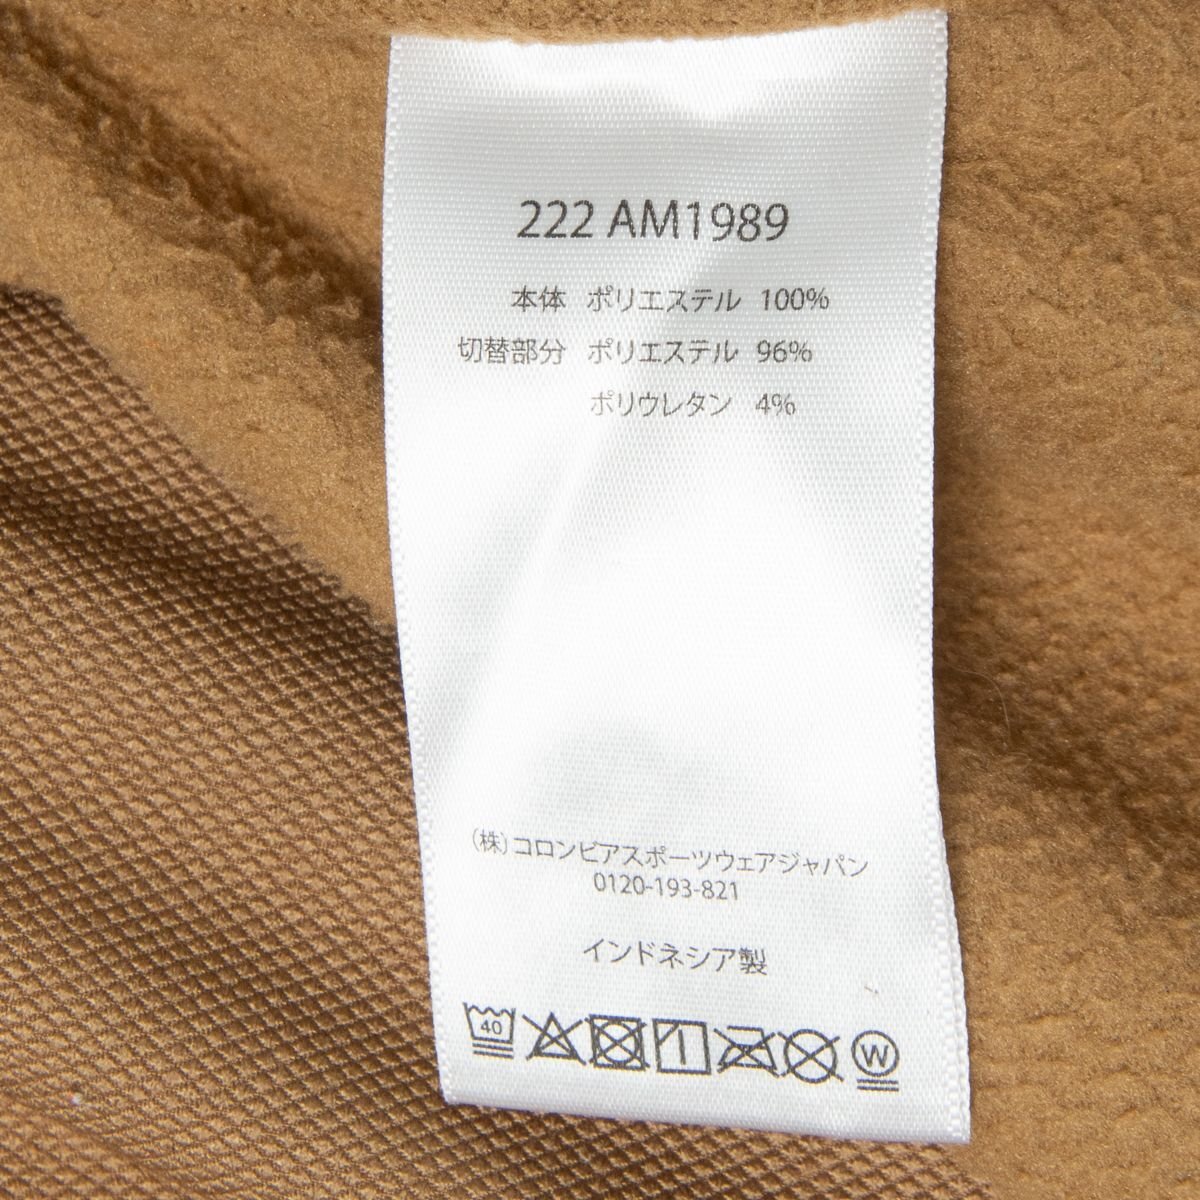 222 AM1989
本体 ポリエステル 100%
切替部分 ポリエステル 96%
ポリウレタン 4%
(株)コロンビアスポーツウェアジャパン
0120-193-821
インドネシア製
40 W